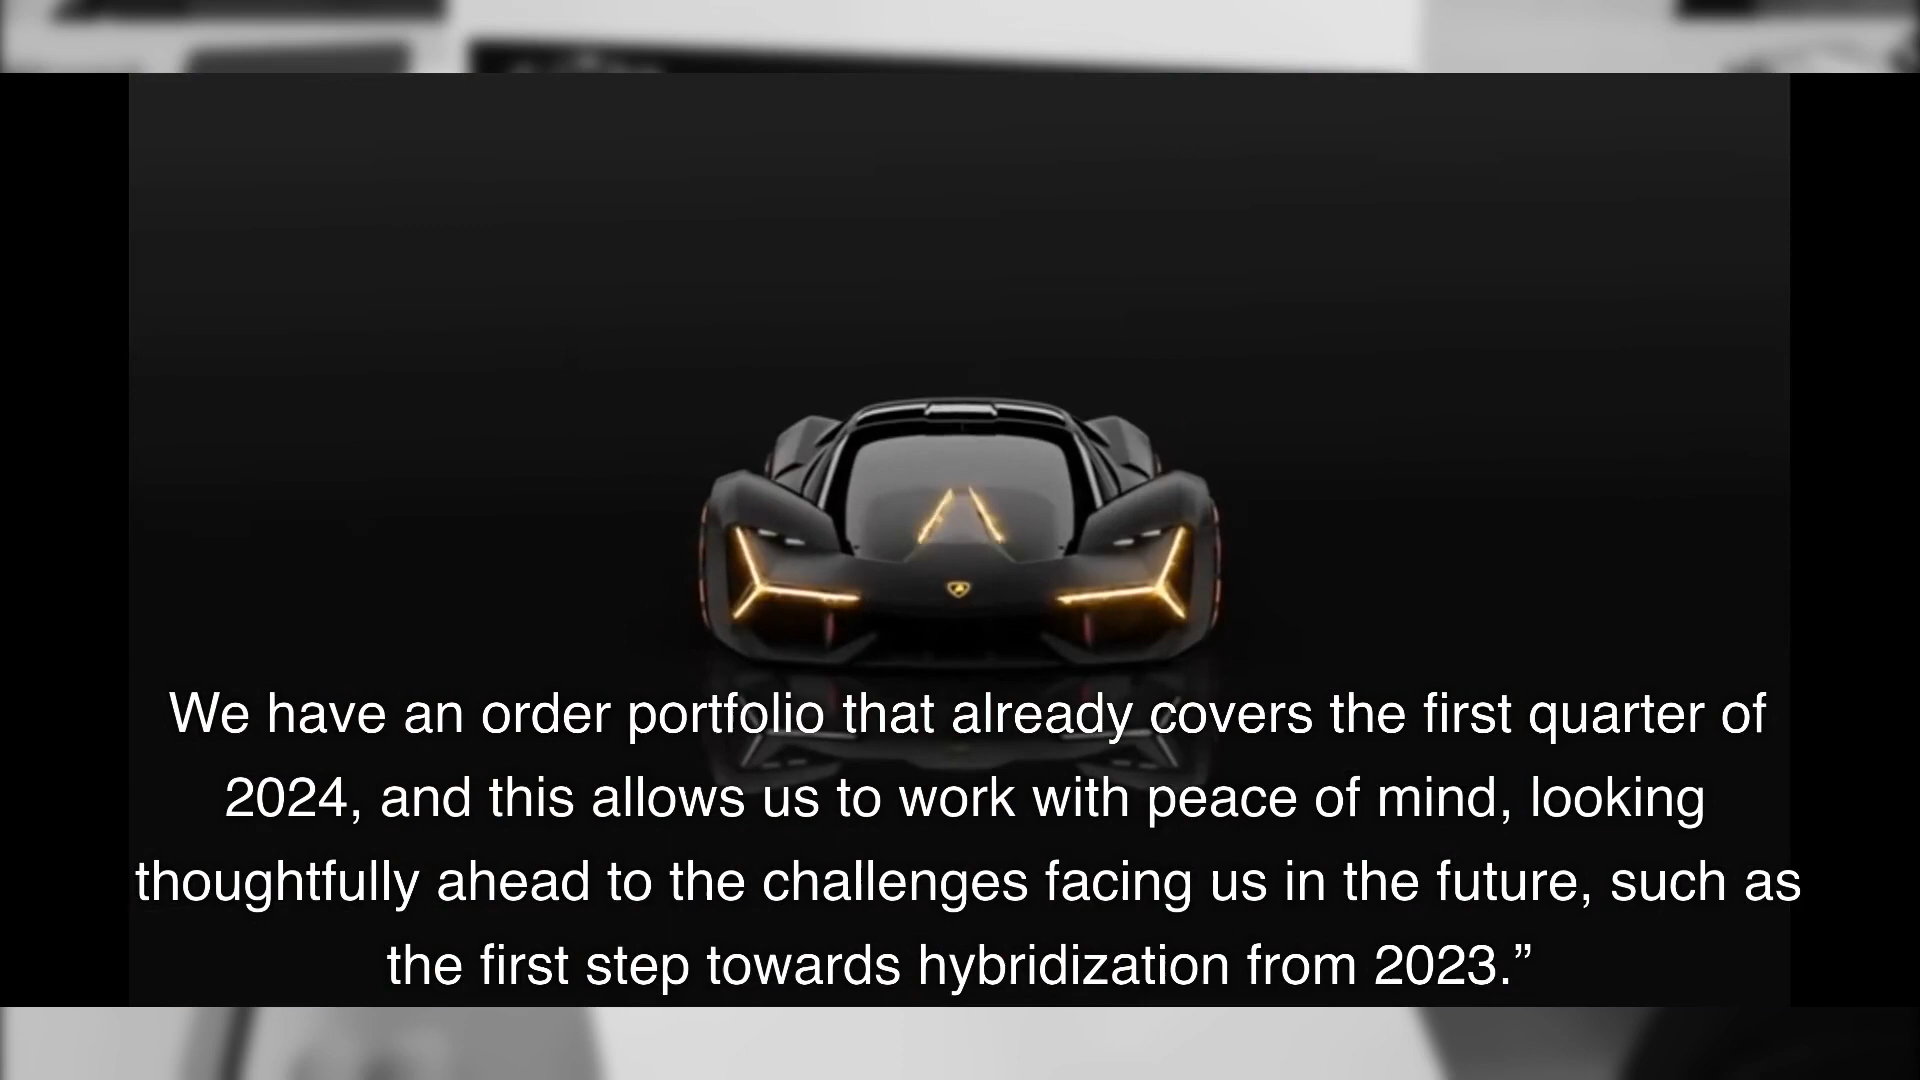 We have an order portfolio that already covers the first quarter of
2024, and this allows us to work with peace of mind, looking
thoughtfully ahead to the challenges facing us in the future, such as
the first step towards hybridization from 2023.”